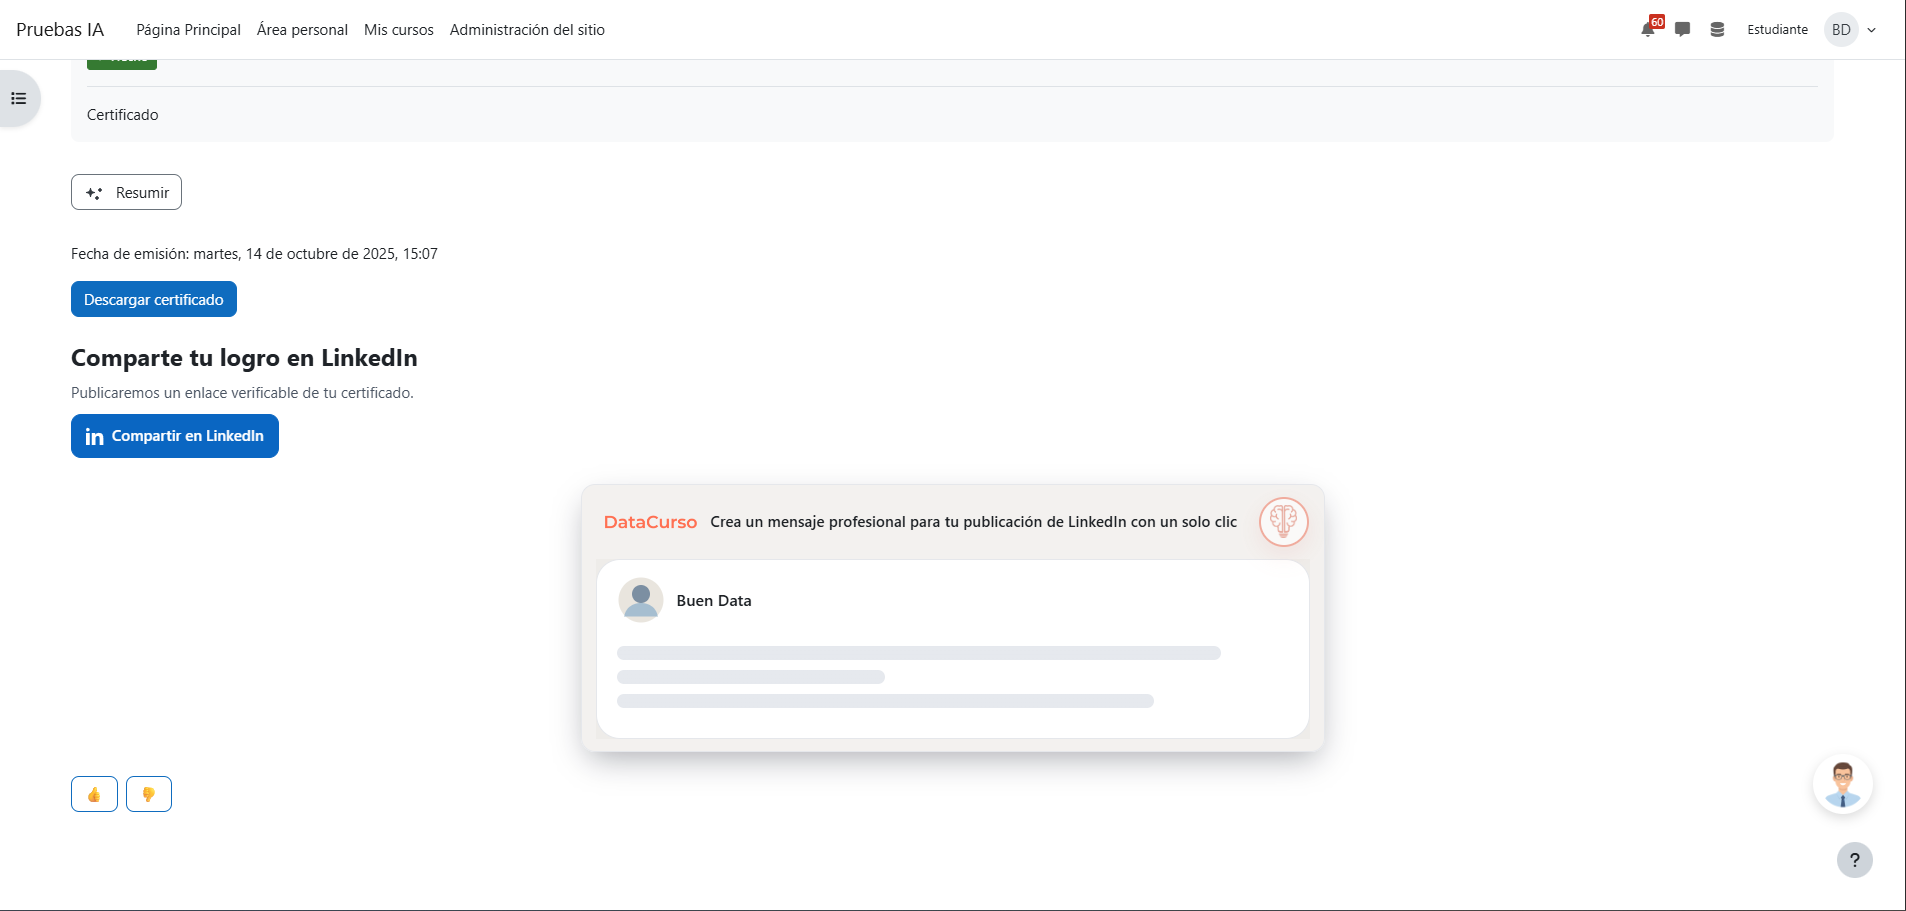 Pruebas IA Página Principal Área personal Mis cursos Administración del sitio 60 Estudiante BD
Certificado
Resumir
Fecha de emisión: martes, 14 de octubre de 2025, 15:07
Descargar certificado
Comparte tu logro en LinkedIn
Publicaremos un enlace verificable de tu certificado.
in Compartir en LinkedIn
DataCurso Crea un mensaje profesional para tu publicación de LinkedIn con un solo clic
Buen Data
?